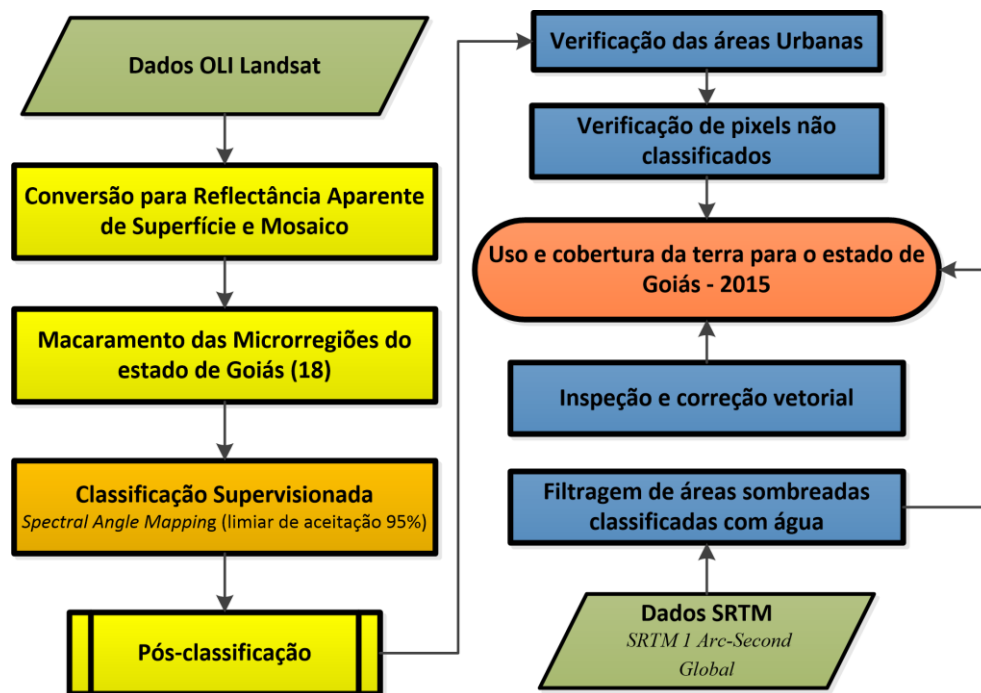 Dados OLI Landsat
Conversão para Reflectância Aparente
de Superfície e Mosaico
Macaramento das Microrregiões do
estado de Goiás (18)
Classificação Supervisionada
Spectral Angle Mapping (limiar de aceitação 95%)
Pós-classificação
Verificação das áreas Urbanas
Verificação de pixels não
classificados
Uso e cobertura da terra para o estado de
Goiás - 2015
Inspeção e correção vetorial
Filtragem de áreas sombreadas
classificadas com água
Dados SRTM
SRTM 1 Arc-Second
Global